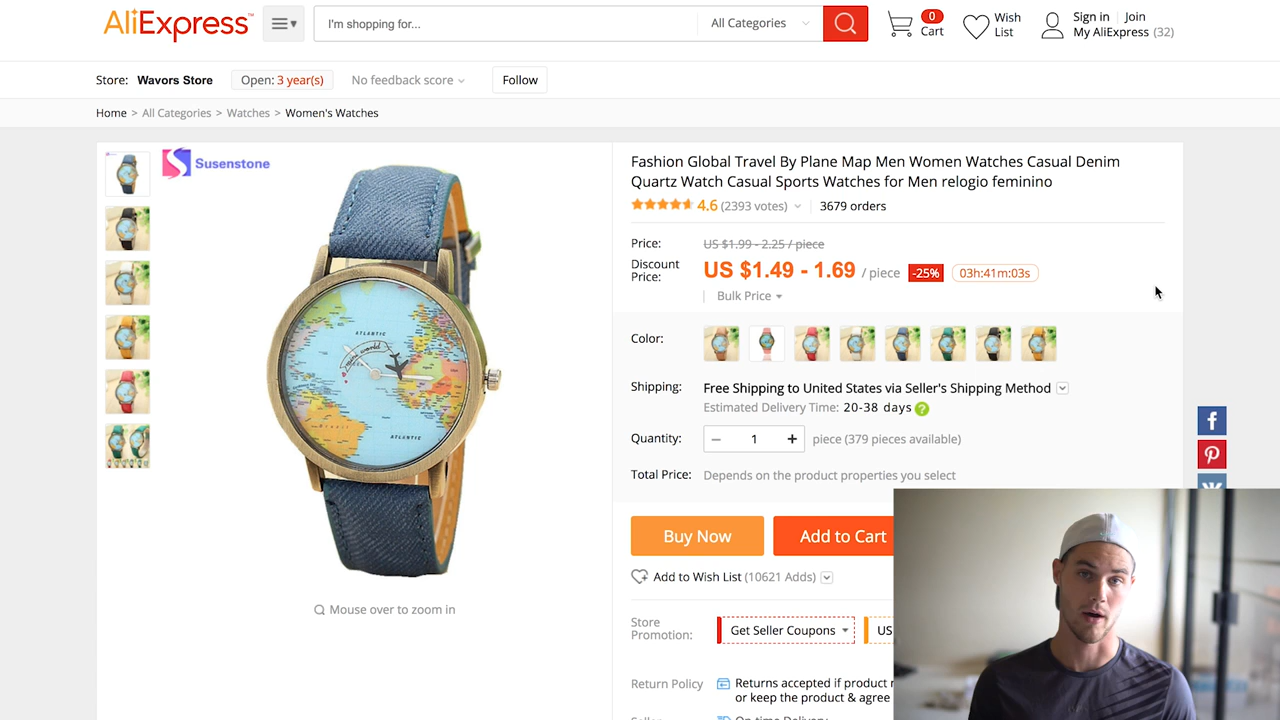 AliExpress™
I'm shopping for...
All Categories
0
Cart
Wish
List
Sign in | Join
My AliExpress (32)
Store: Wavors Store
Open: 3 year(s)
No feedback score
Follow
Home > All Categories > Watches > Women's Watches
Susenstone
ATLANTIC
ATLANTIC
Fashion Global Travel By Plane Map Men Women Watches Casual Denim
Quartz Watch Casual Sports Watches for Men relogio feminino
4.6 (2393 votes)
3679 orders
Price: US $1.99 - 2.25 / piece
Discount
Price:
US $1.49 - 1.69 / piece
-25%
03h:41m:03s
Bulk Price
Color:
Shipping: Free Shipping to United States via Seller's Shipping Method
Estimated Delivery Time: 20-38 days ?
Quantity: − 1 + piece (379 pieces available)
Total Price: Depends on the product properties you select
Buy Now
Add to Cart
Add to Wish List (10621 Adds)
Mouse over to zoom in
Store
Promotion:
Get Seller Coupons
US
Return Policy
Returns accepted if product
or keep the product & agree
On-time Delivery